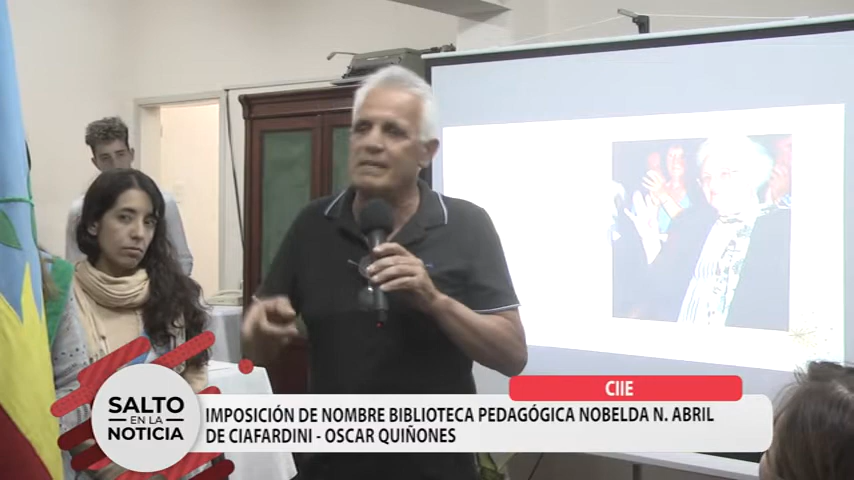 CIIE
SALTO
EN LA
NOTICIA
IMPOSICIÓN DE NOMBRE BIBLIOTECA PEDAGÓGICA NOBELDA N. ABRIL
DE CIAFARDINI - OSCAR QUIÑONES